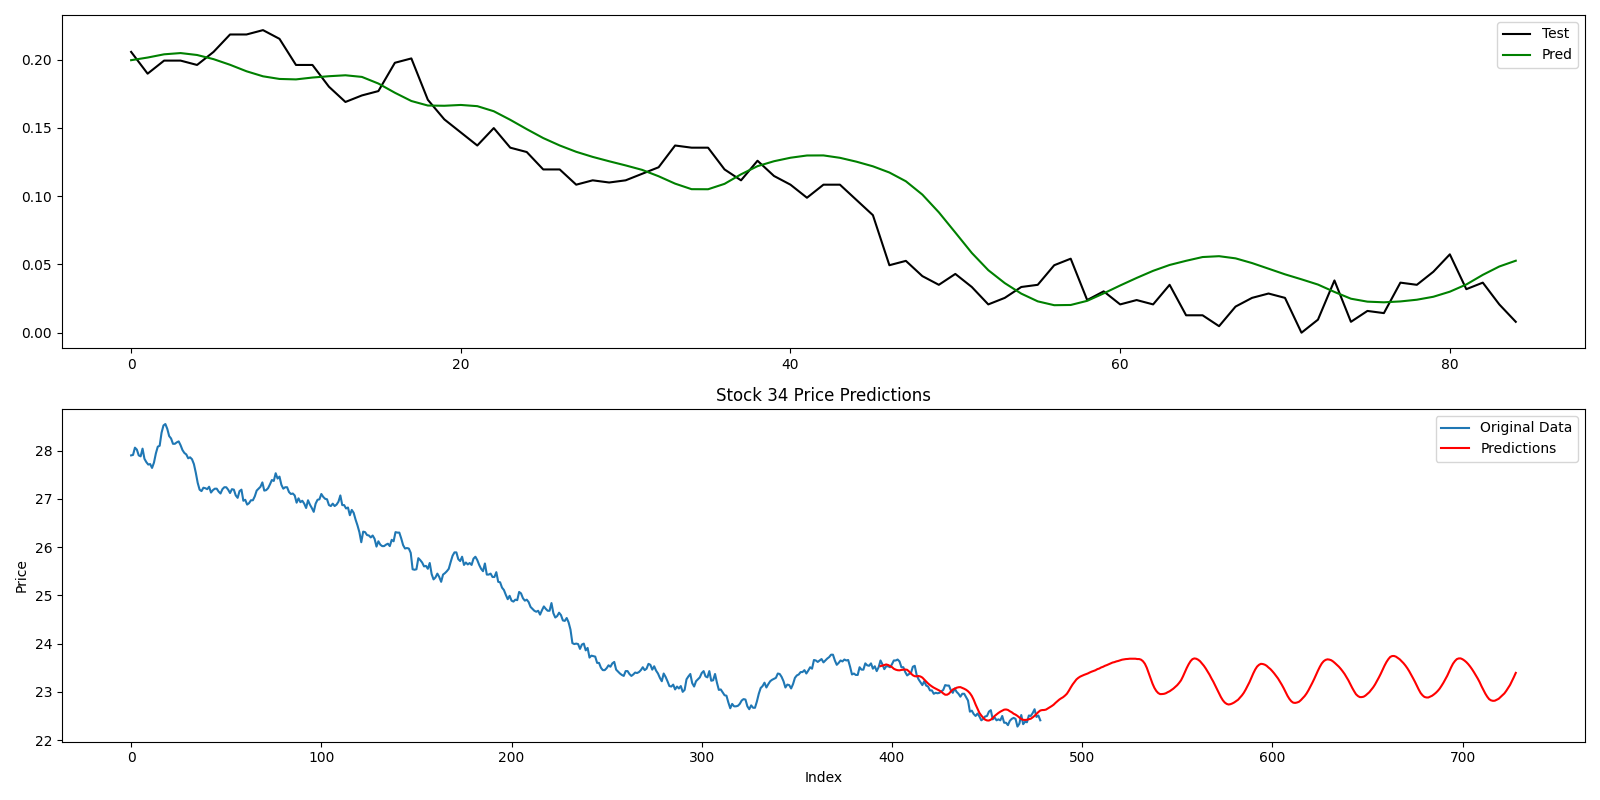 0.20
0.15
0.10
0.05
0.00
0 20 40 60 80
Test
Pred
Stock 34 Price Predictions
Price
28
27
26
25
24
23
22
0 100 200 300 400 500 600 700
Index
Original Data
Predictions